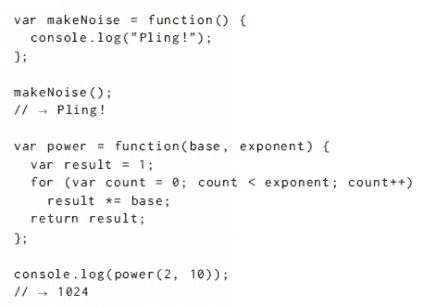 var makeNoise = function() {
  console.log("Pling!");
};

makeNoise();
// → Pling!

var power = function(base, exponent) {
  var result = 1;
  for (var count = 0; count < exponent; count++)
    result *= base;
  return result;
};

console.log(power(2, 10));
// → 1024